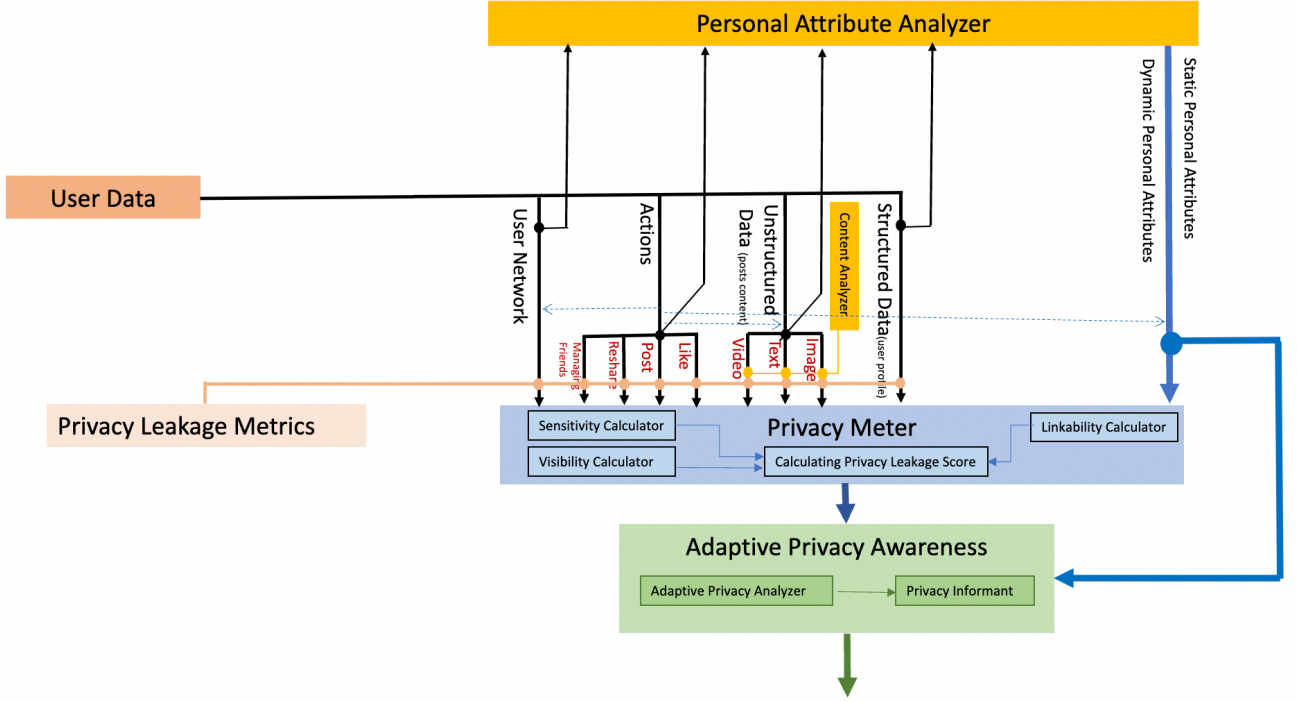 Personal Attribute Analyzer
Static Personal Attributes
Dynamic Personal Attributes
User Data
User Network
Actions
Unstructured
Data (posts content)
Content Analyzer
Structured Data(user profile)
Managing
Friends
Reshare
Post
Like
Video
Text
Image
Privacy Leakage Metrics
Privacy Meter
Sensitivity Calculator
Visibility Calculator
Calculating Privacy Leakage Score
Linkability Calculator
Adaptive Privacy Awareness
Adaptive Privacy Analyzer
Privacy Informant